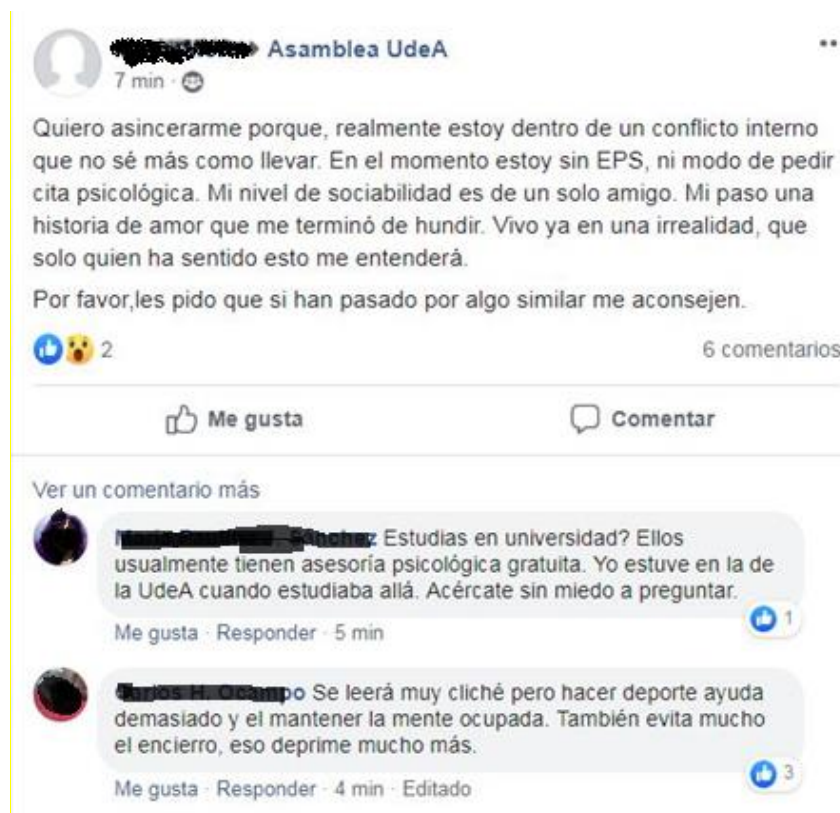 Asamblea UdeA
7 min
Quiero asincerarme porque, realmente estoy dentro de un conflicto interno
que no sé más como llevar. En el momento estoy sin EPS, ni modo de pedir
cita psicológica. Mi nivel de sociabilidad es de un solo amigo. Mi paso una
historia de amor que me terminó de hundir. Vivo ya en una irrealidad, que
solo quien ha sentido esto me entenderá.
Por favor,les pido que si han pasado por algo similar me aconsejen.
2
6 comentarios
Me gusta
Comentar
Ver un comentario más
Estudias en universidad? Ellos
usualmente tienen asesoría psicológica gratuita. Yo estuve en la de
la UdeA cuando estudiaba allá. Acércate sin miedo a preguntar.
1
Me gusta · Responder · 5 min
Se leerá muy cliché pero hacer deporte ayuda
demasiado y el mantener la mente ocupada. También evita mucho
el encierro, eso deprime mucho más.
3
Me gusta · Responder · 4 min · Editado